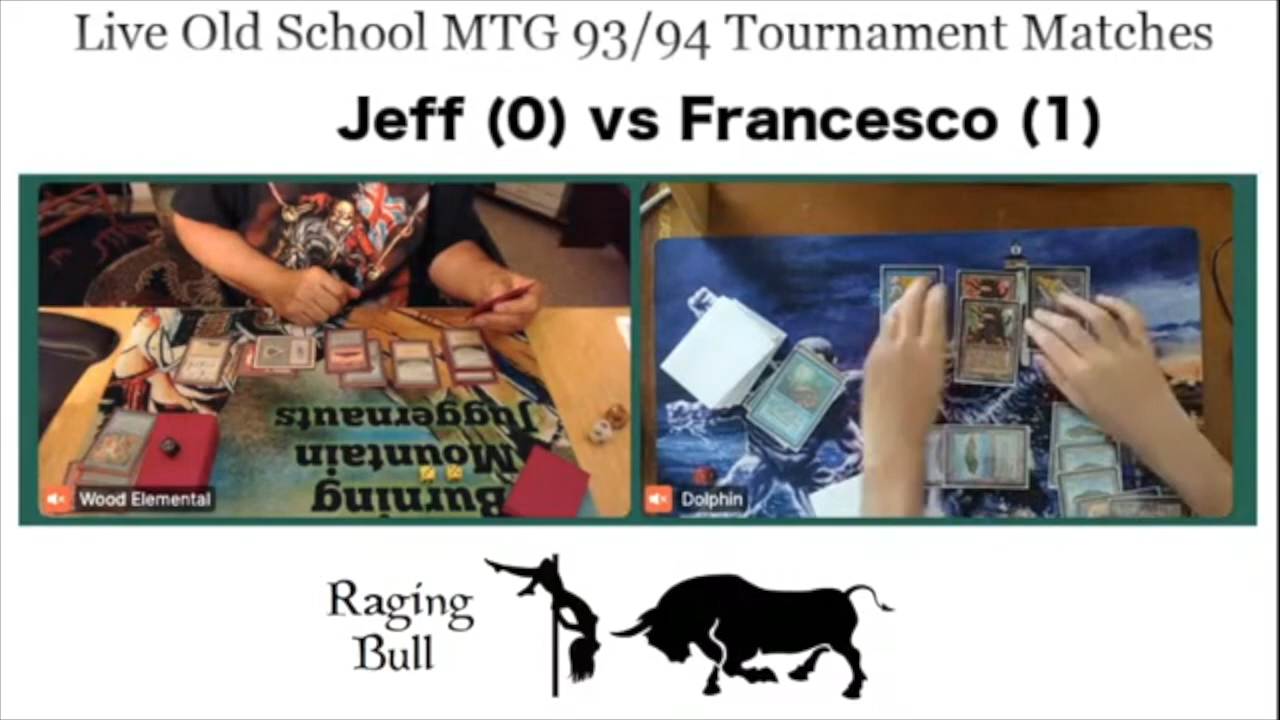 Live Old School MTG 93/94 Tournament Matches
Jeff (0) vs Francesco (1)
Juggernauts
Mountain
Burning
Wood Elemental
Dolphin
Raging
Bull